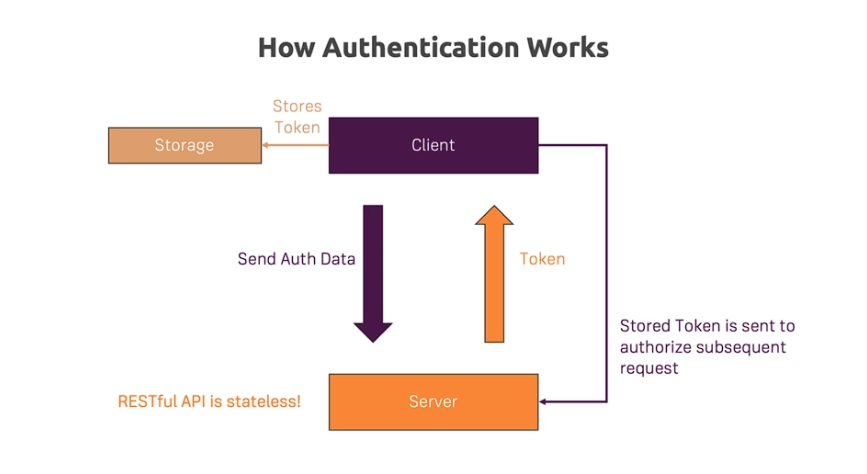 How Authentication Works
Stores
Token
Storage
Client
Send Auth Data
Token
Stored Token is sent to
authorize subsequent
request
RESTful API is stateless!
Server